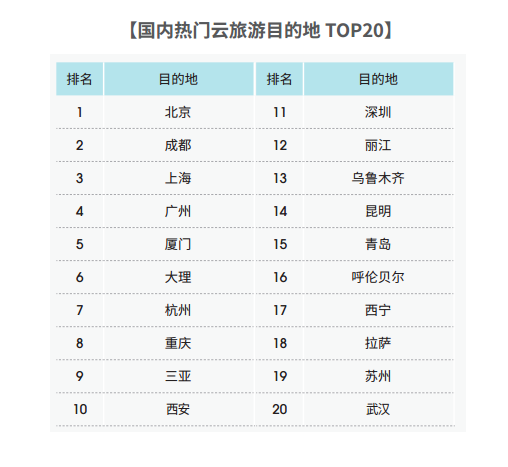 【国内热门云旅游目的地 TOP20】
排名 目的地 排名 目的地
1 北京 11 深圳
2 成都 12 丽江
3 上海 13 乌鲁木齐
4 广州 14 昆明
5 厦门 15 青岛
6 大理 16 呼伦贝尔
7 杭州 17 西宁
8 重庆 18 拉萨
9 三亚 19 苏州
10 西安 20 武汉